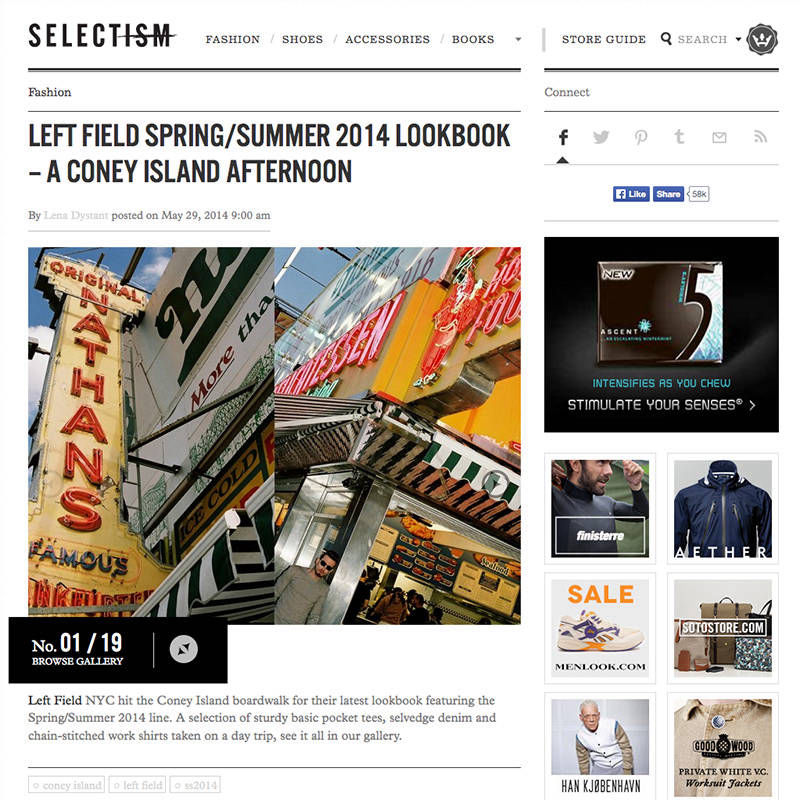 SELECTISM
FASHION / SHOES / ACCESSORIES / BOOKS
STORE GUIDE SEARCH
Fashion
LEFT FIELD SPRING/SUMMER 2014 LOOKBOOK
– A CONEY ISLAND AFTERNOON
By Lena Dystant posted on May 29, 2014 9:00 am
ORIGINAL
NATHANS
FAMOUS
More than
ICE COLD
Seafood
No. 01 / 19
BROWSE GALLERY
Left Field NYC hit the Coney Island boardwalk for their latest lookbook featuring the
Spring/Summer 2014 line. A selection of sturdy basic pocket tees, selvedge denim and
chain-stitched work shirts taken on a day trip, see it all in our gallery.
coney island left field ss2014
Connect
Like Share 58k
NEW
WRIGLEY'S
5
ASCENT
...AN ESCALATING WINTERMINT
INTENSIFIES AS YOU CHEW
STIMULATE YOUR SENSES® >
finisterre
AETHER
SALE
MENLOOK.COM
SOTOSTORE.COM
HAN KJØBENHAVN
GOOD WOOD
PRIVATE WHITE V.C.
Worksuit Jackets